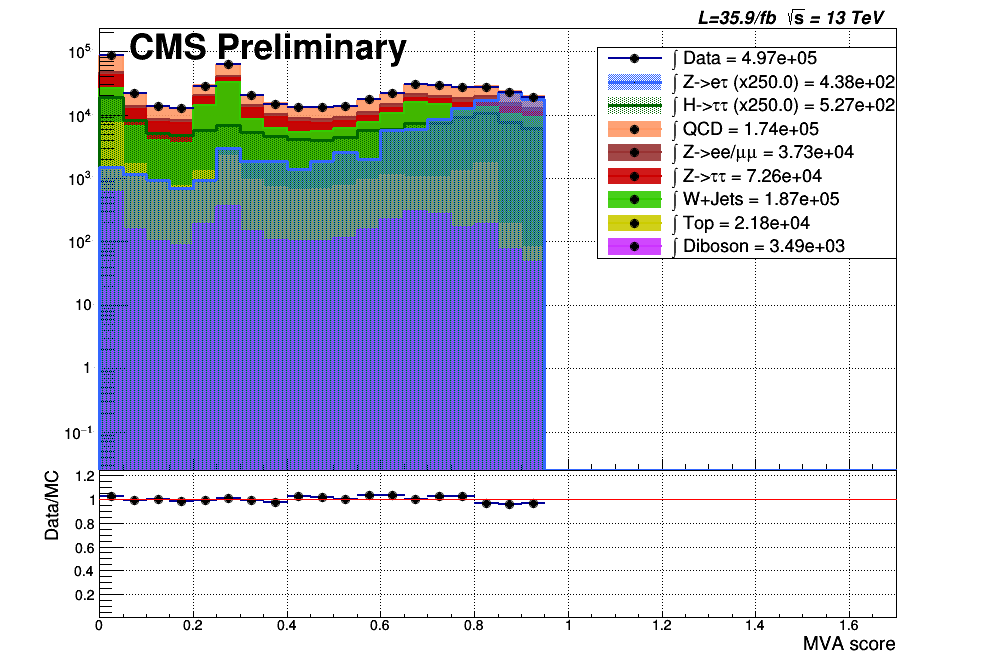 L=35.9/fb √s = 13 TeV
CMS Preliminary
∫ Data = 4.97e+05
∫ Z->eτ (x250.0) = 4.38e+02
∫ H->ττ (x250.0) = 5.27e+02
∫ QCD = 1.74e+05
∫ Z->ee/μμ = 3.73e+04
∫ Z->ττ = 7.26e+04
∫ W+Jets = 1.87e+05
∫ Top = 2.18e+04
∫ Diboson = 3.49e+03
10⁵
10⁴
10³
10²
10
1
10⁻¹
Data/MC
1.2
1
0.8
0.6
0.4
0.2
0 0.2 0.4 0.6 0.8 1 1.2 1.4 1.6
MVA score